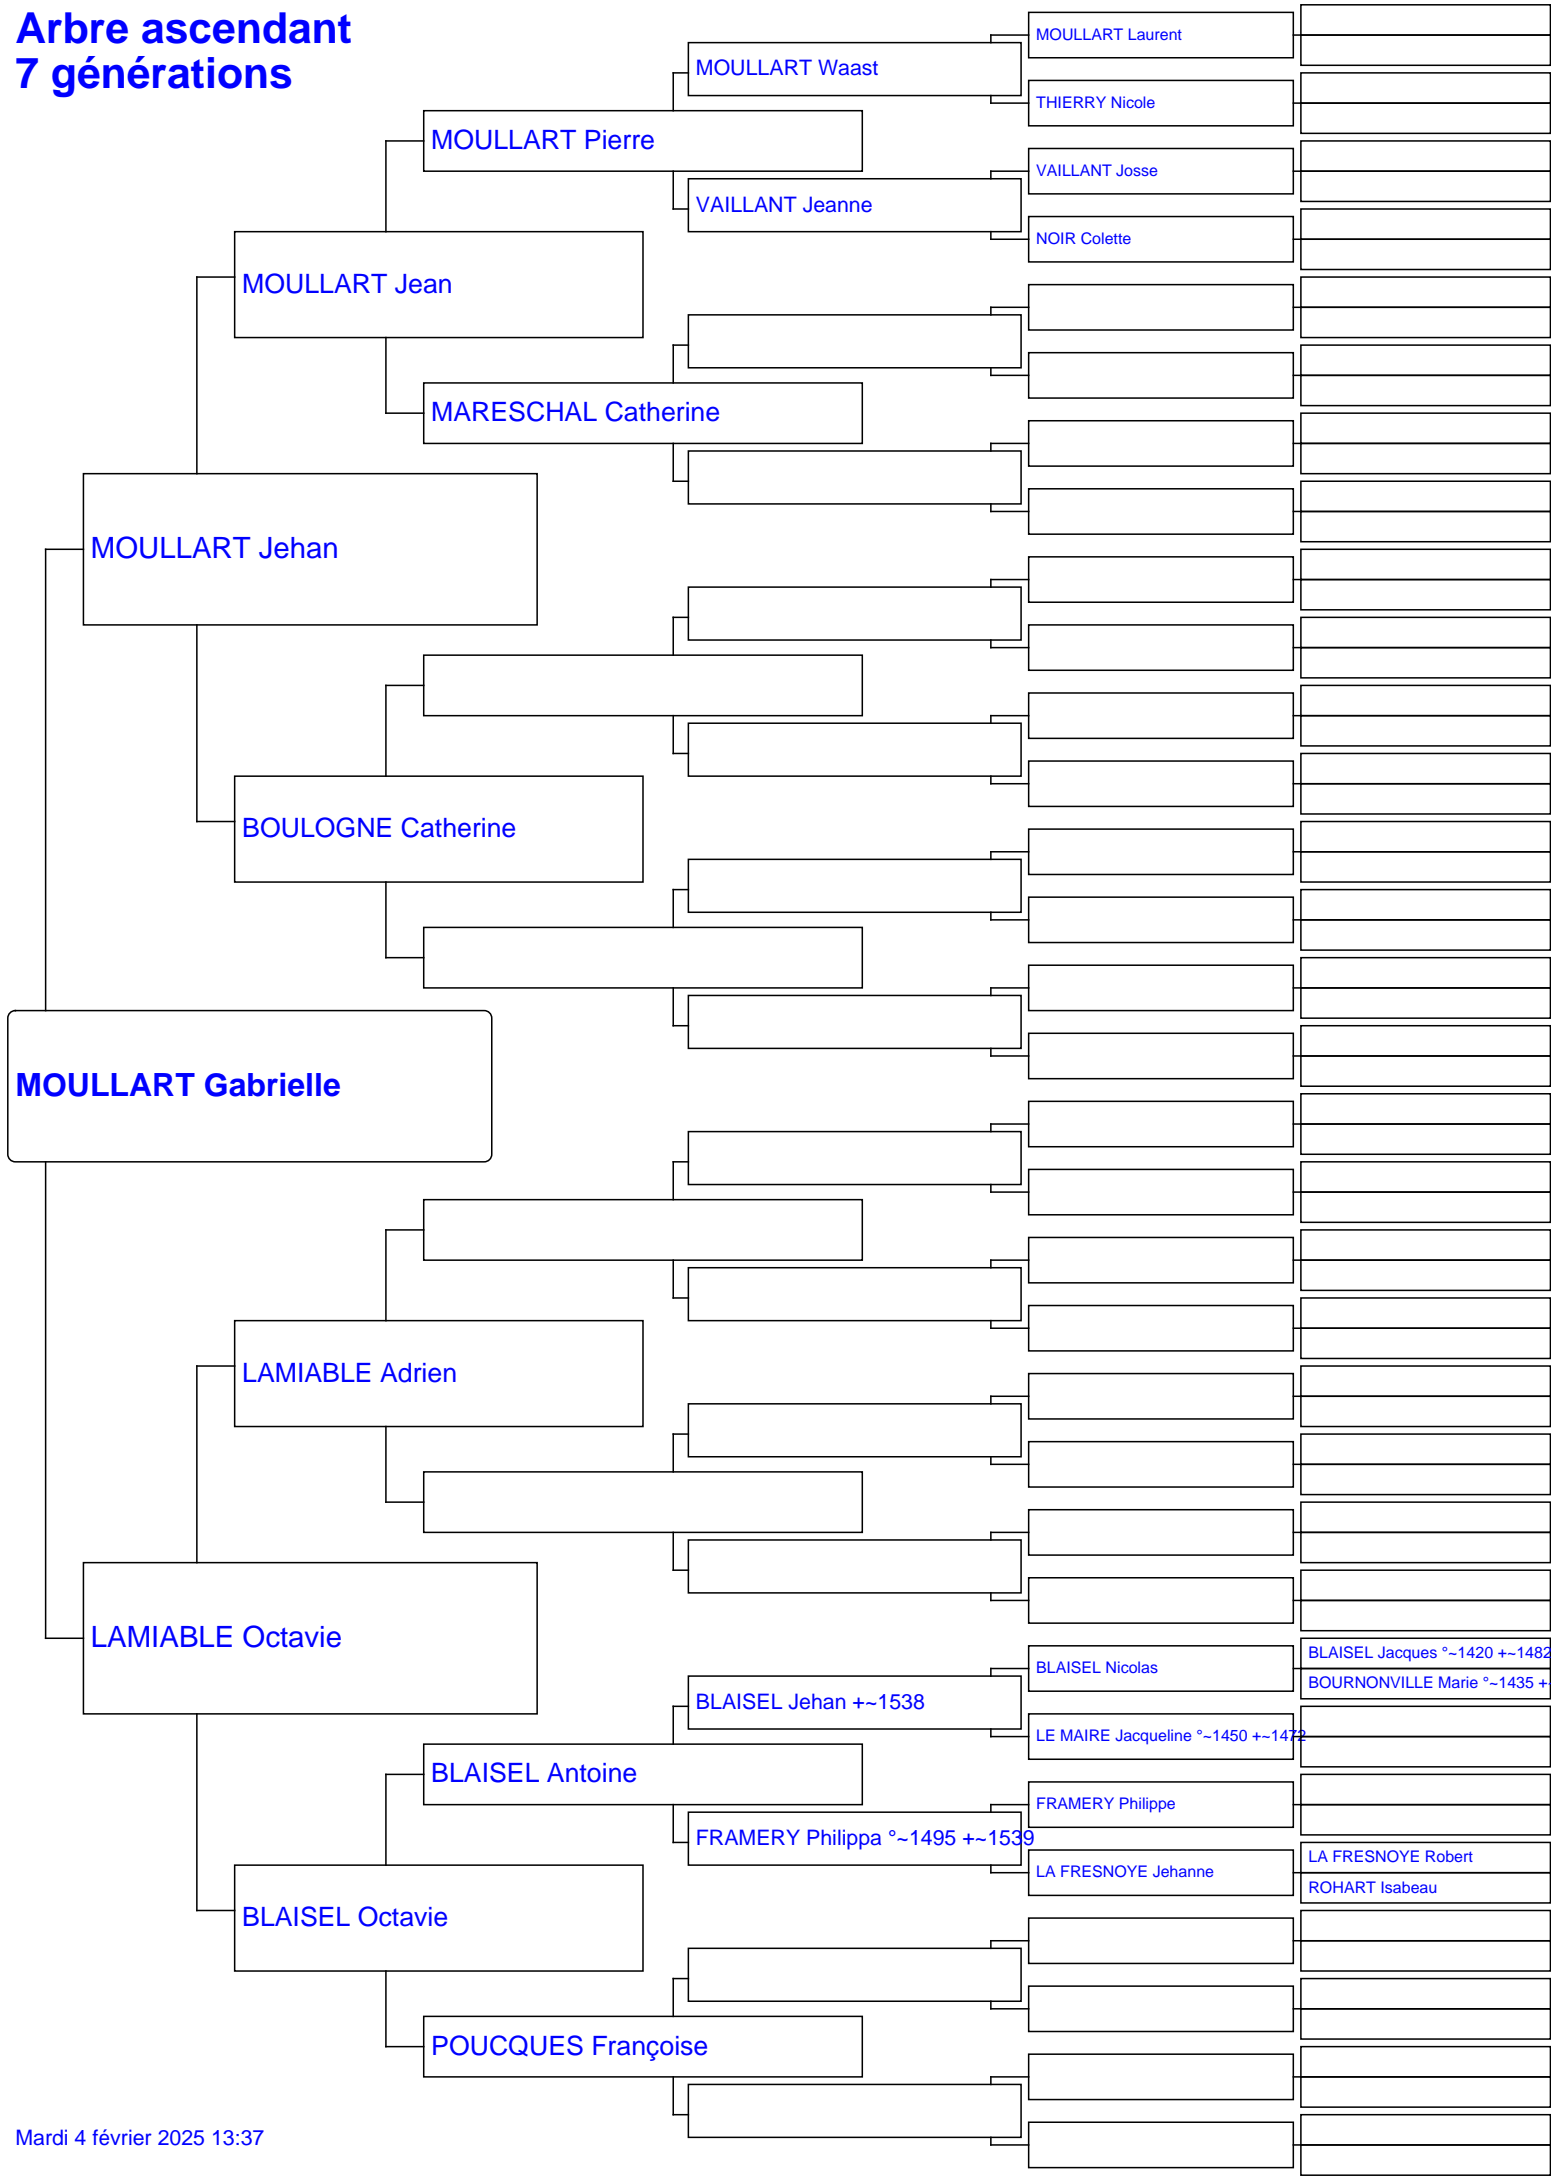 Arbre ascendant
7 générations
MOULLART Laurent
MOULLART Waast
THIERRY Nicole
MOULLART Pierre
VAILLANT Josse
VAILLANT Jeanne
NOIR Colette
MOULLART Jean
MARESCHAL Catherine
MOULLART Jehan
BOULOGNE Catherine
MOULLART Gabrielle
LAMIABLE Adrien
LAMIABLE Octavie
BLAISEL Jacques °~1420 +~1482
BLAISEL Nicolas
BOURNONVILLE Marie °~1435 +
BLAISEL Jehan +~1538
LE MAIRE Jacqueline °~1450 +~1472
BLAISEL Antoine
FRAMERY Philippe
FRAMERY Philippa °~1495 +~1539
LA FRESNOYE Robert
LA FRESNOYE Jehanne
ROHART Isabeau
BLAISEL Octavie
POUCQUES Françoise
Mardi 4 février 2025 13:37